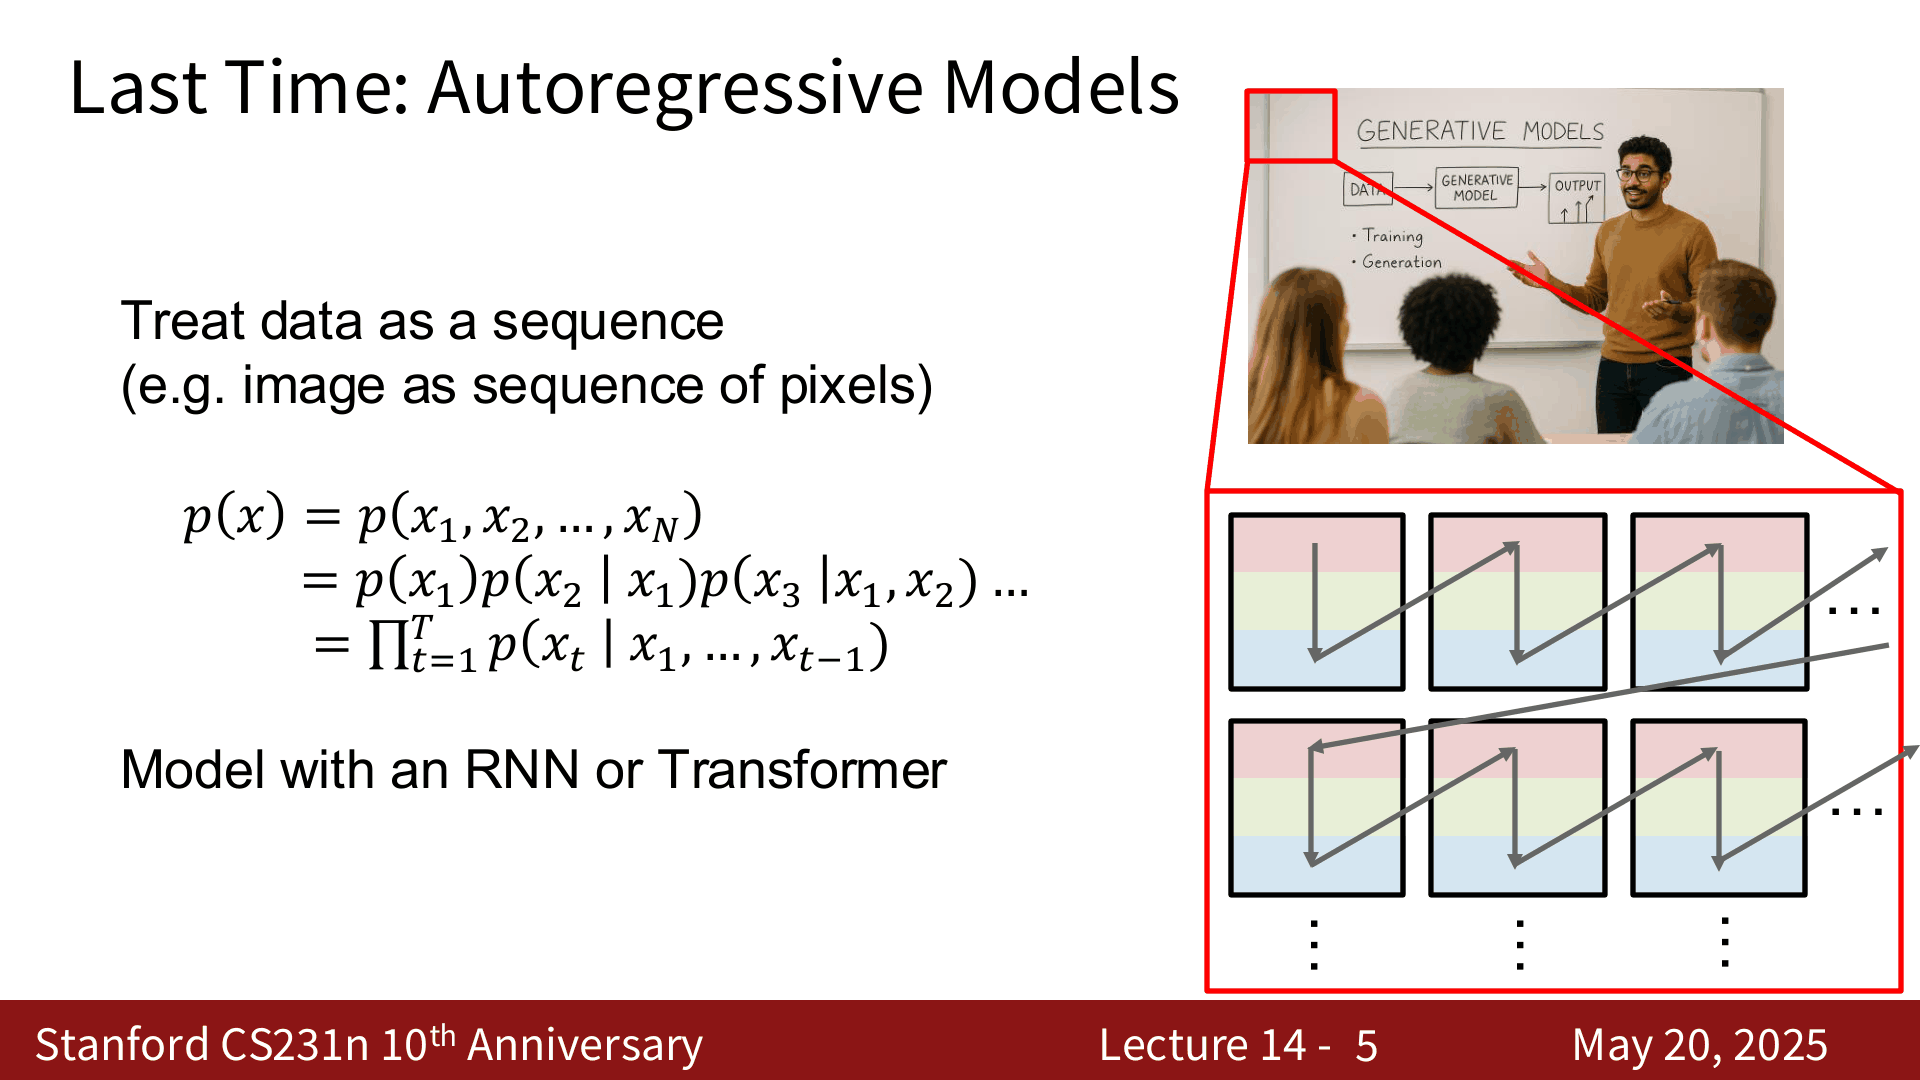 Last Time: Autoregressive Models
GENERATIVE MODELS
DATA
GENERATIVE
MODEL
OUTPUT
• Training
• Generation
Treat data as a sequence
(e.g. image as sequence of pixels)
p(x) = p(x₁, x₂, … , x_N)
= p(x₁)p(x₂ | x₁)p(x₃ |x₁, x₂) …
= ∏ᵀₜ₌₁ p(xₜ | x₁, … , xₜ₋₁)
Model with an RNN or Transformer
Stanford CS231n 10th Anniversary
Lecture 14 - 5
May 20, 2025